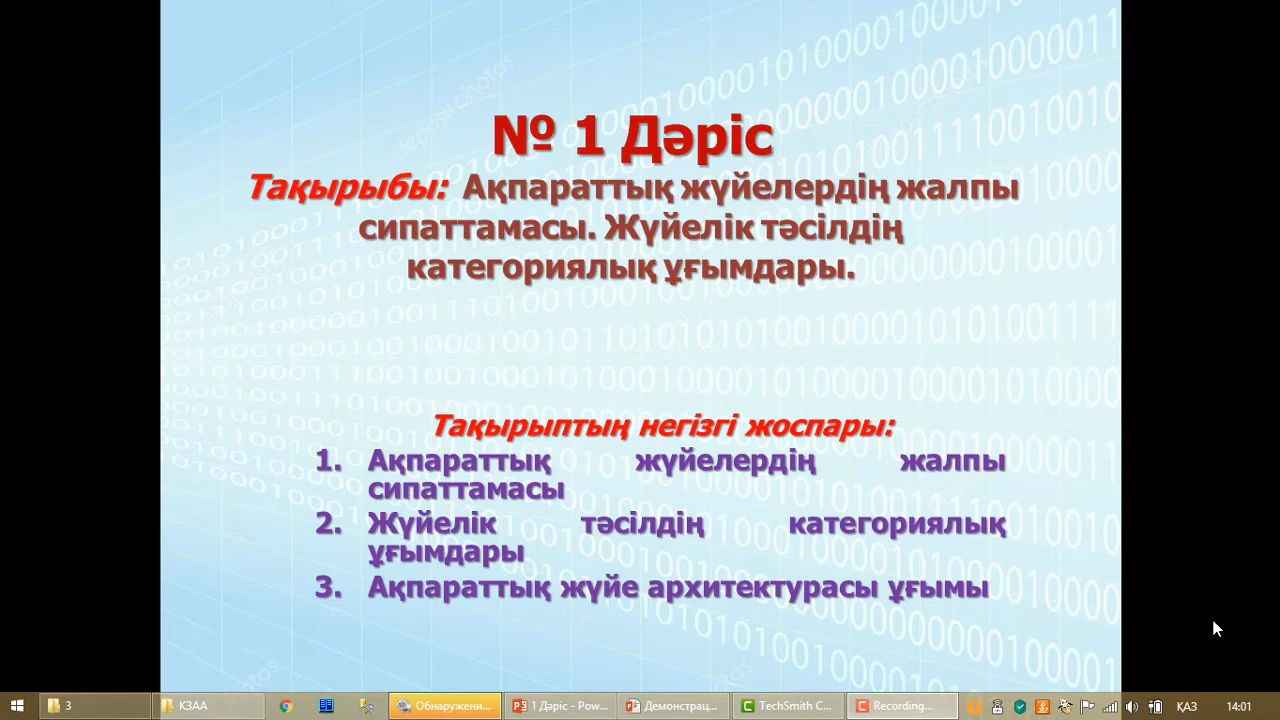 № 1 Дәріс
Тақырыбы: Ақпараттық жүйелердің жалпы
сипаттамасы. Жүйелік тәсілдің
категориялық ұғымдары.
Тақырыптың негізгі жоспары:
1. Ақпараттық жүйелердің жалпы
сипаттамасы
2. Жүйелік тәсілдің категориялық
ұғымдары
3. Ақпараттық жүйе архитектурасы ұғымы
3
КЗАА
Обнаружени...
1 Дәріс - Pow...
Демонстрац...
TechSmith C...
Recording...
ҚАЗ
14:01